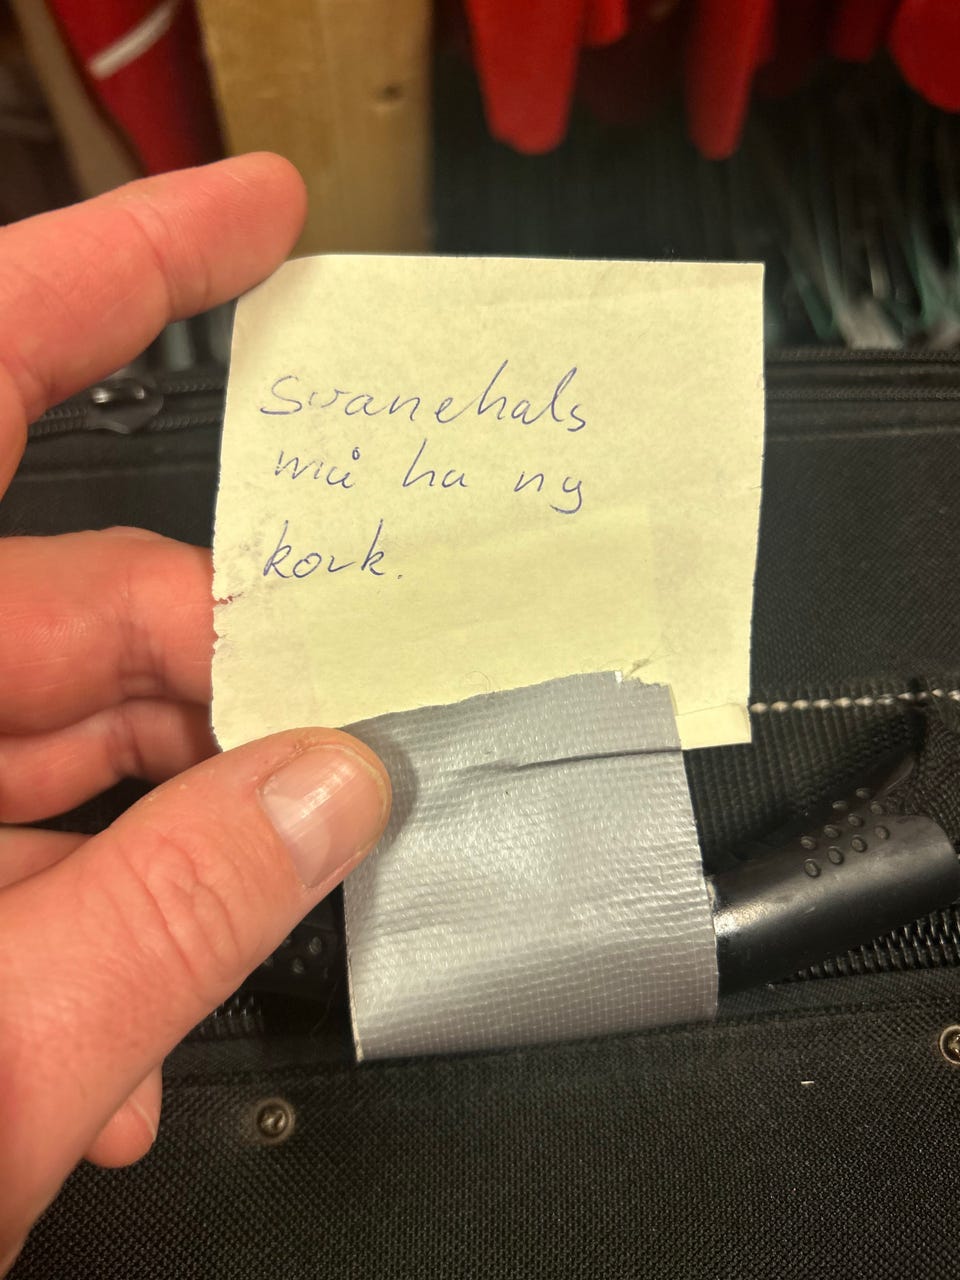 Svanehals
må ha ny
kork.